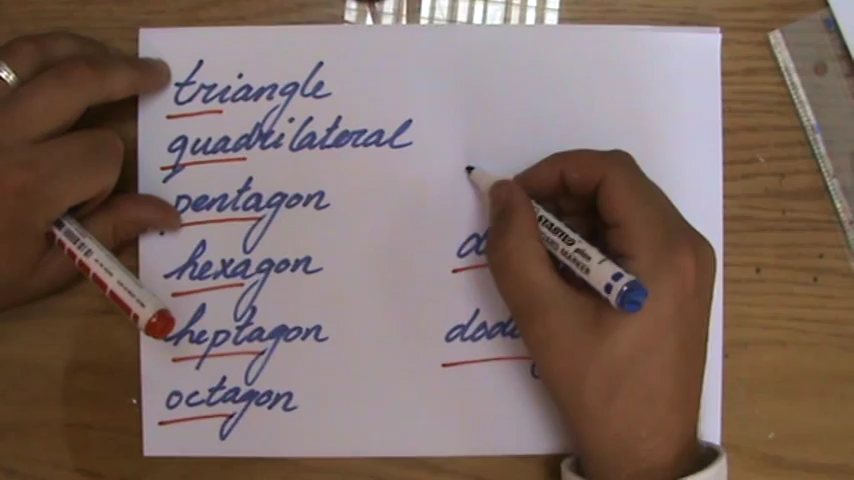 triangle
quadrilateral
pentagon
hexagon
heptagon
octagon